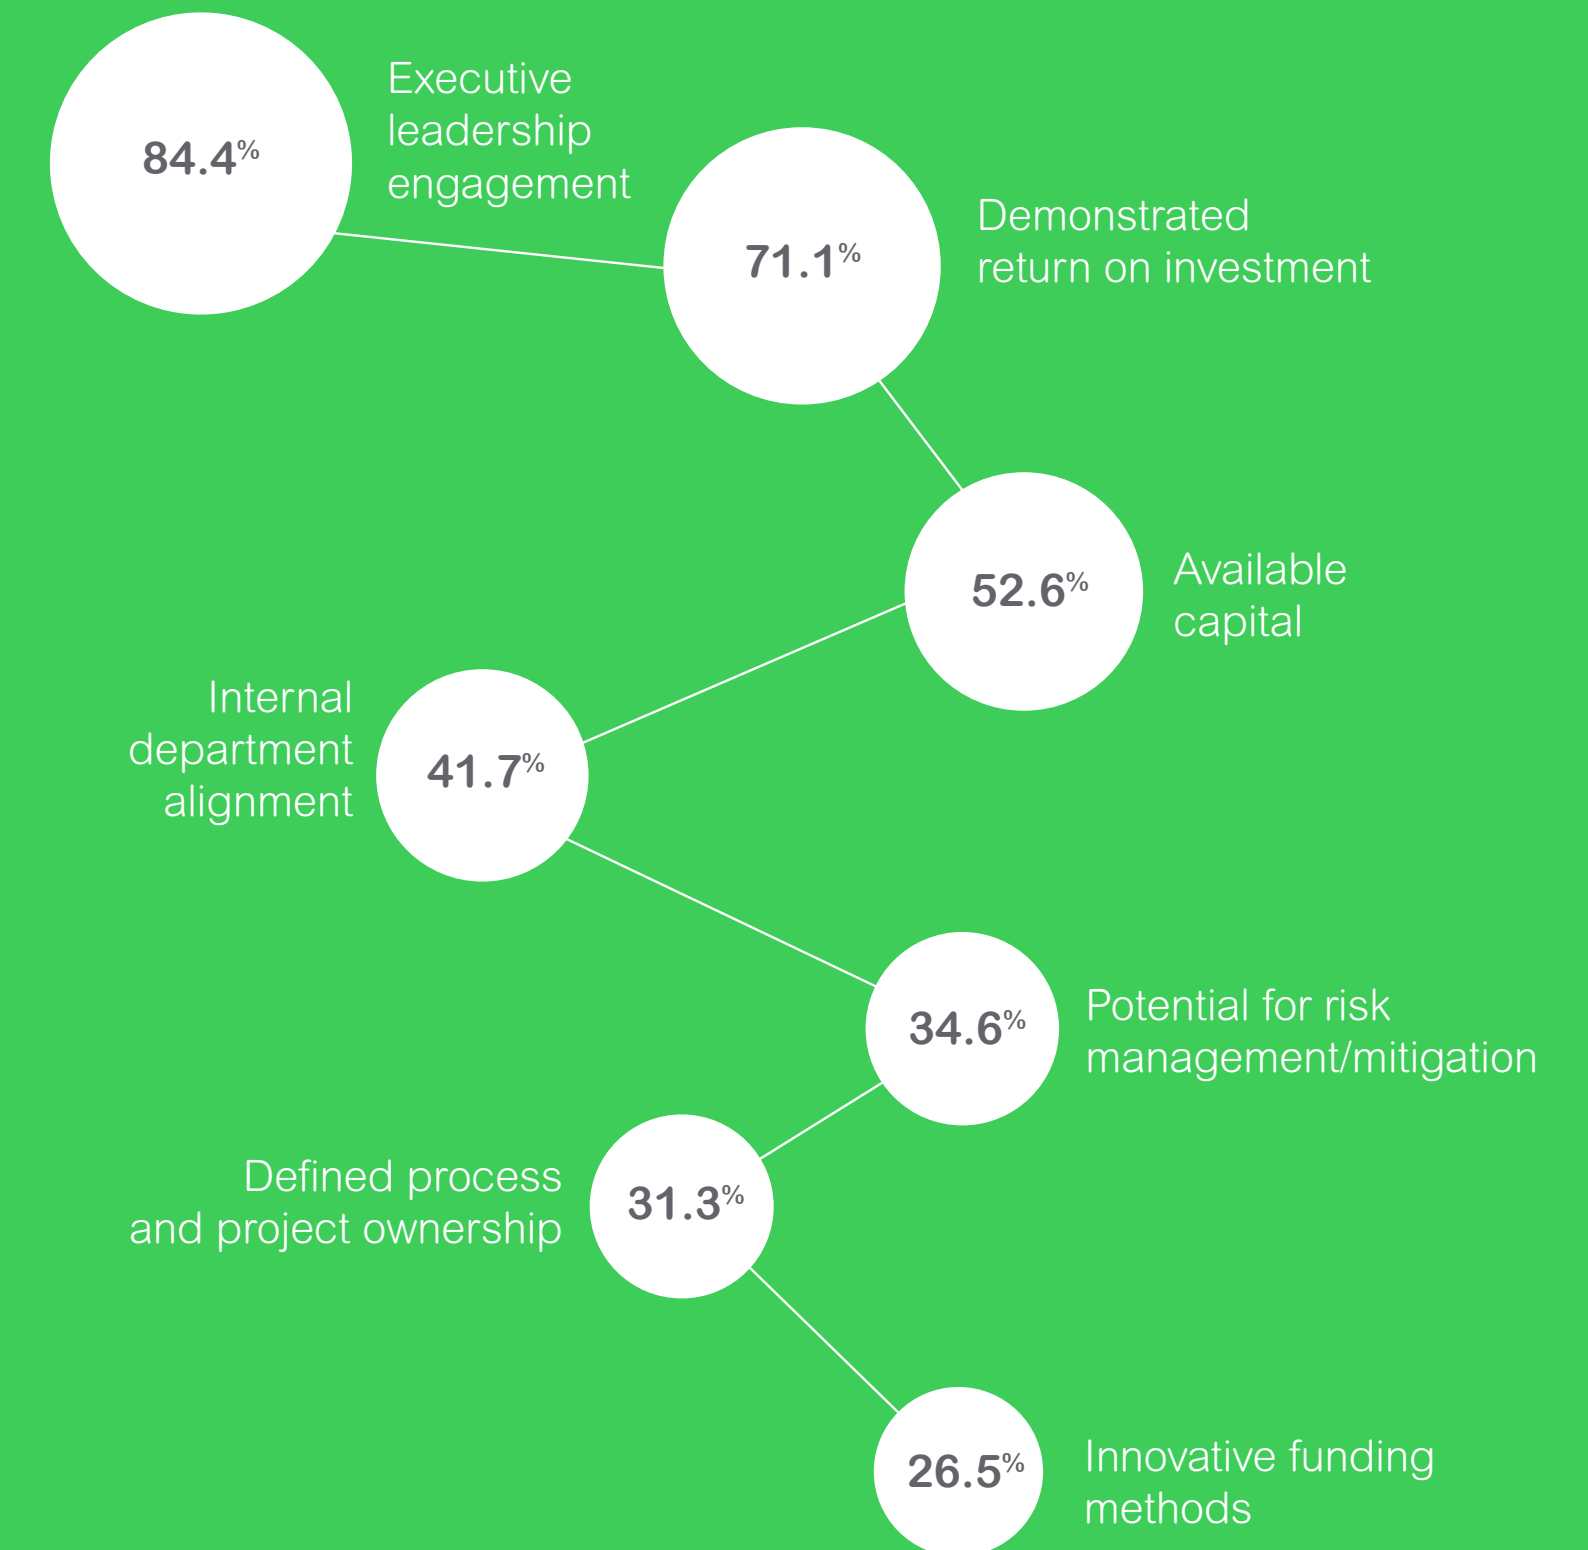 84.4%
Executive
leadership
engagement
71.1%
Demonstrated
return on investment
52.6%
Available
capital
Internal
department
alignment
41.7%
34.6%
Potential for risk
management/mitigation
Defined process
and project ownership
31.3%
26.5%
Innovative funding
methods